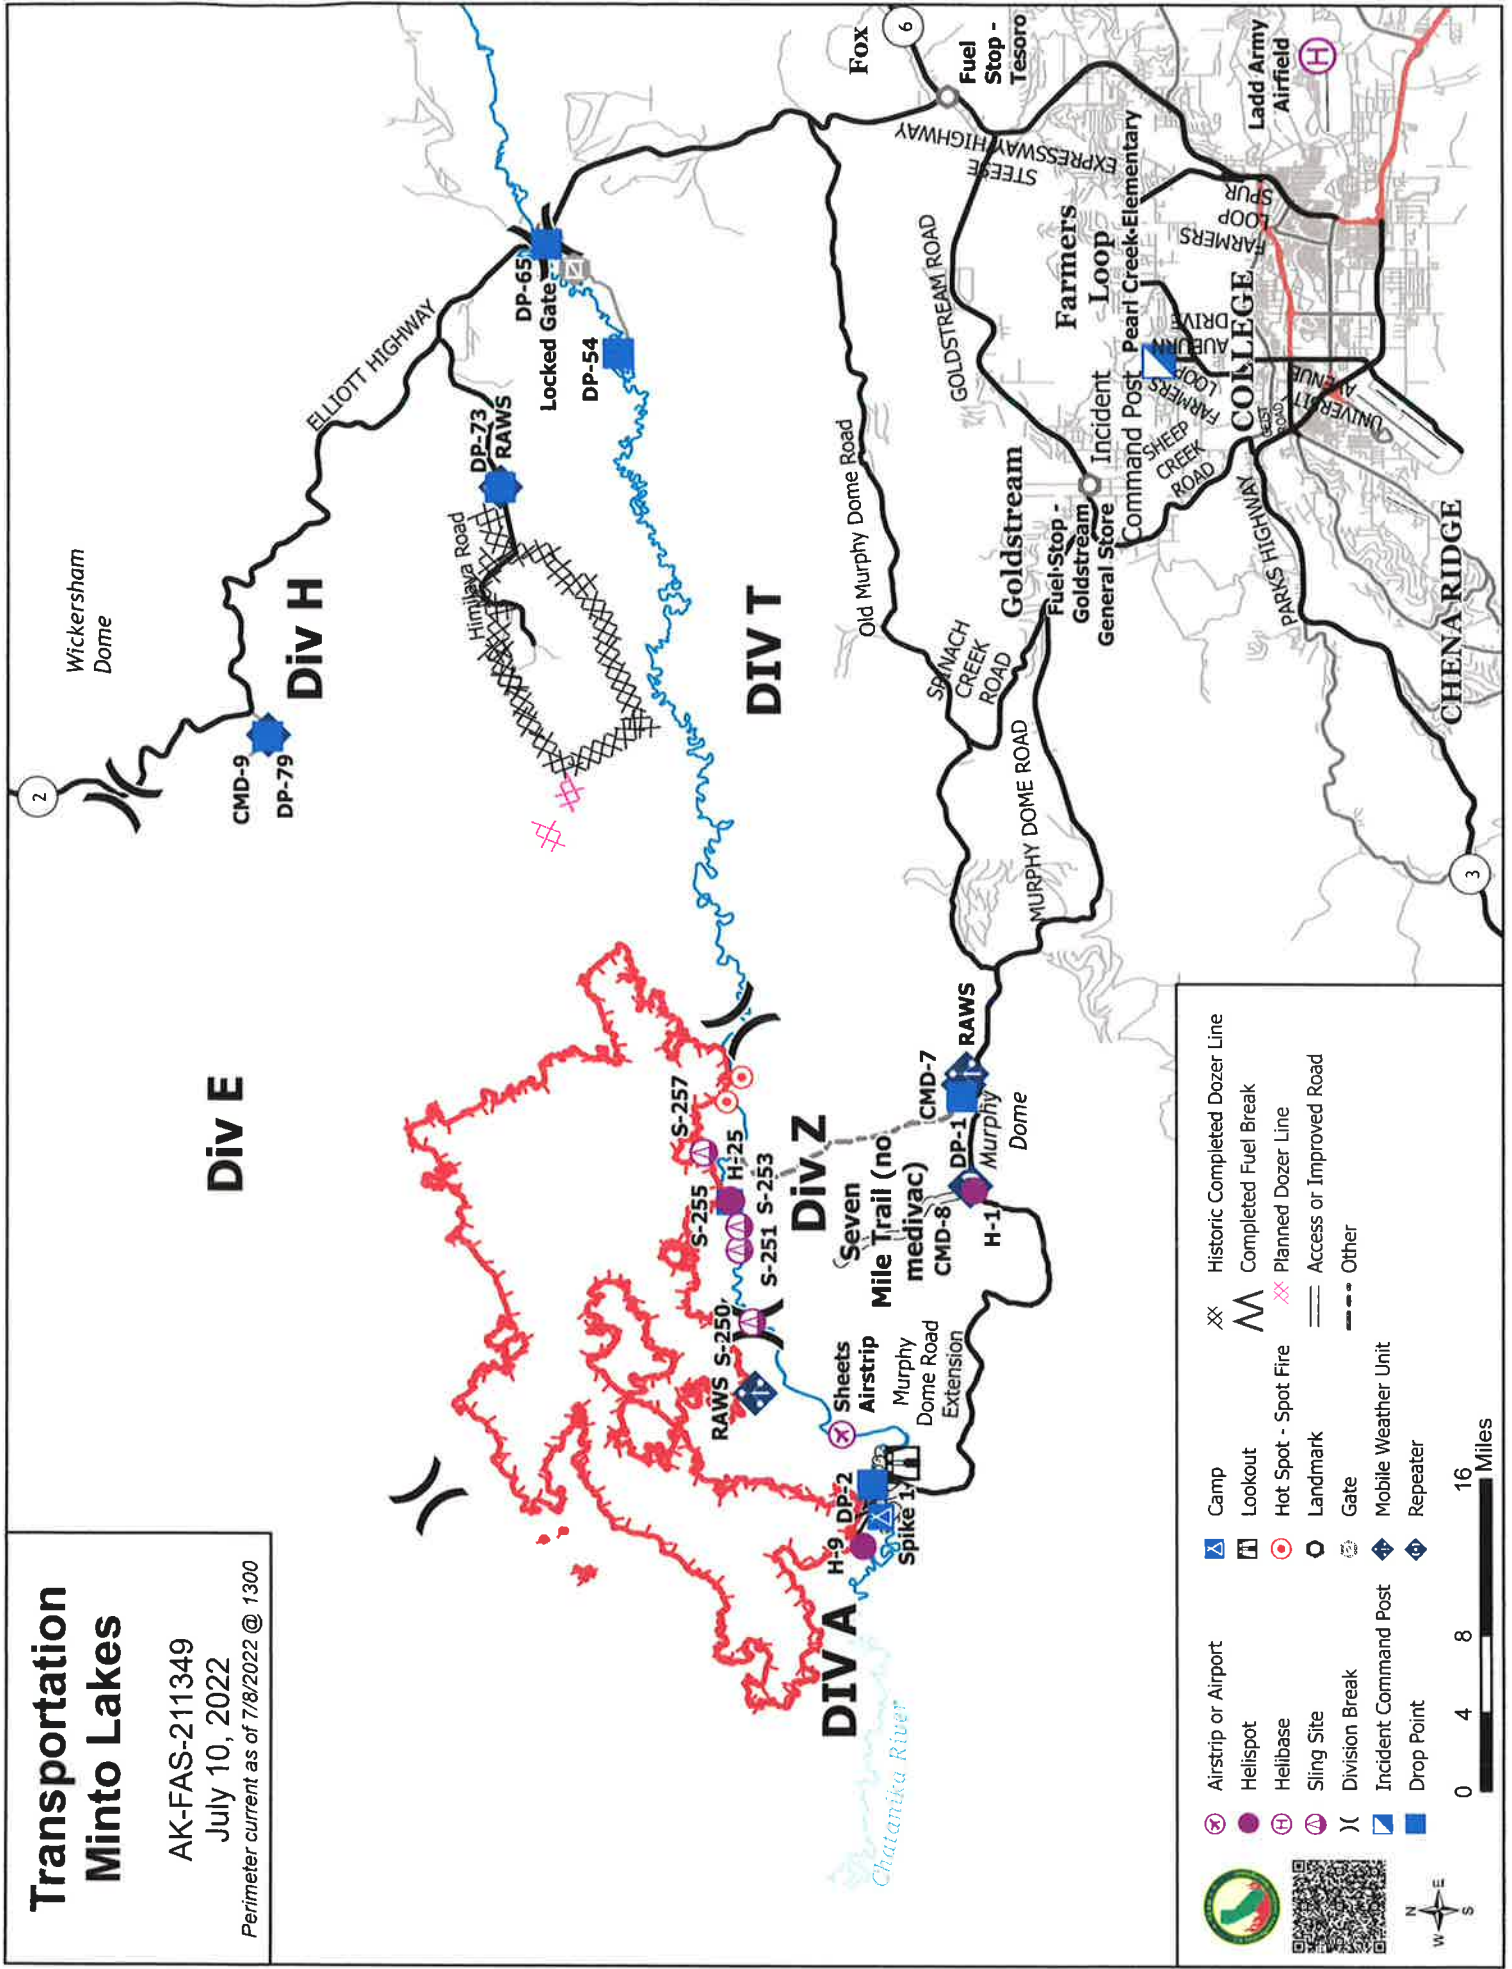 Transportation
Minto Lakes
AK-FAS-211349
July 10, 2022
Perimeter current as of 7/8/2022 @ 1300
2
Wickersham
Dome
CMD-9
DP-79
Div H
ELLIOTT HIGHWAY
DP-65
Locked Gate
DP-54
DP-73
RAWS
Himilaya Road
Div E
DIV T
Old Murphy Dome Road
Fox
6
Fuel
Stop -
Tesoro
STEESE
EXPRESSWAY
HIGHWAY
GOLDSTREAM ROAD
Farmers
Loop
Pearl Creek Elementary
Incident
Command Post
Ladd Army
Airfield
H
FARMERS
LOOP
SPUR
AUBURN
DRIVE
FARMERS
LOOP
COLLEGE
GEIST
ROAD
UNIVERSITY
AVENUE
SHEEP
CREEK
ROAD
Goldstream
Fuel Stop -
Goldstream
General Store
SPINACH
CREEK
ROAD
MURPHY DOME ROAD
PARKS HIGHWAY
CHENA RIDGE
3
S-257
H-25
S-255
S-253
S-251
S-250
RAWS
Div Z
Seven
Mile Trail (no
medivac)
CMD-7
RAWS
DP-1
Murphy
Dome
CMD-8
H-1
Sheets
Airstrip
Murphy
Dome Road
Extension
DP-2
H-9
Spike 1
DIV A
Chatanika River
Airstrip or Airport
Helispot
Helibase
Sling Site
Division Break
Incident Command Post
Drop Point
Camp
Lookout
Hot Spot - Spot Fire
Landmark
Gate
Mobile Weather Unit
Repeater
Historic Completed Dozer Line
Completed Fuel Break
Planned Dozer Line
Access or Improved Road
Other
N
W E
S
0 4 8 16
Miles